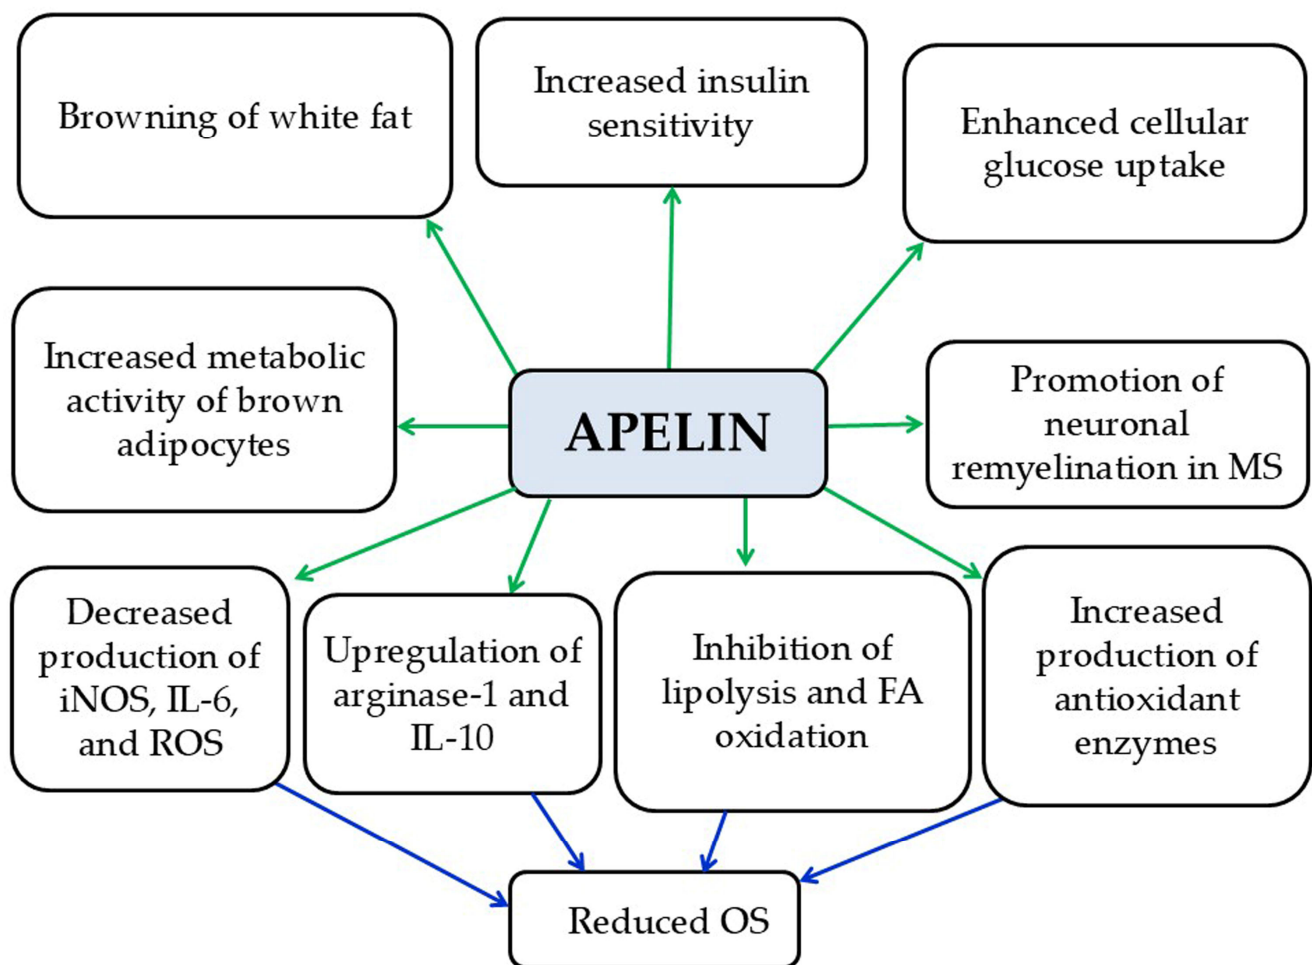 Browning of white fat
Increased insulin
sensitivity
Enhanced cellular
glucose uptake
Increased metabolic
activity of brown
adipocytes
APELIN
Promotion of
neuronal
remyelination in MS
Decreased
production of
iNOS, IL-6,
and ROS
Upregulation of
arginase-1 and
IL-10
Inhibition of
lipolysis and FA
oxidation
Increased
production of
antioxidant
enzymes
Reduced OS